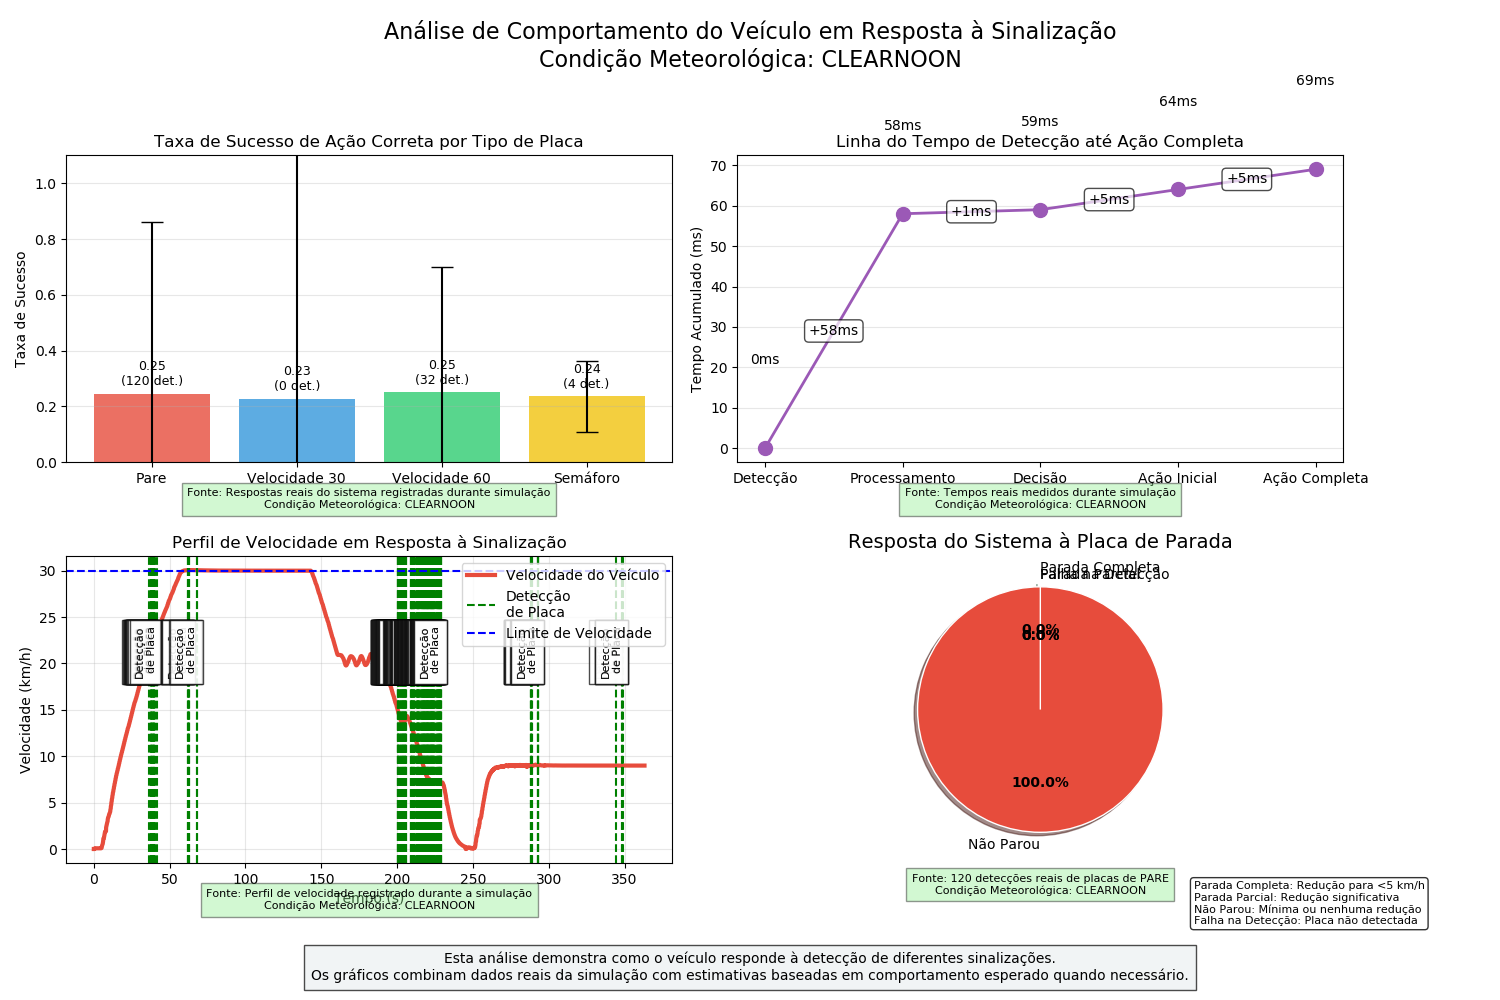 Análise de Comportamento do Veículo em Resposta à Sinalização
Condição Meteorológica: CLEARNOON
Taxa de Sucesso de Ação Correta por Tipo de Placa
Taxa de Sucesso
1.0
0.8
0.6
0.4
0.2
0.0
0.25
(120 det.)
0.23
(0 det.)
0.25
(32 det.)
0.24
(4 det.)
Pare
Velocidade 30
Velocidade 60
Semáforo
Fonte: Respostas reais do sistema registradas durante simulação
Condição Meteorológica: CLEARNOON
Linha do Tempo de Detecção até Ação Completa
Tempo Acumulado (ms)
70
60
50
40
30
20
10
0
0ms
58ms
59ms
64ms
69ms
+58ms
+1ms
+5ms
+5ms
Detecção
Processamento
Decisão
Ação Inicial
Ação Completa
Fonte: Tempos reais medidos durante simulação
Condição Meteorológica: CLEARNOON
Perfil de Velocidade em Resposta à Sinalização
Velocidade (km/h)
30
25
20
15
10
5
0
Velocidade do Veículo
Detecção
de Placa
Limite de Velocidade
Detecção
de Placa
Detecção
de Placa
Detecção
de Placa
Detecção
de Placa
Detecção
de Placa
0
50
100
150
200
250
300
350
Tempo (s)
Fonte: Perfil de velocidade registrado durante a simulação
Condição Meteorológica: CLEARNOON
Resposta do Sistema à Placa de Parada
Parada Completa
0.0%
100.0%
Não Parou
Fonte: 120 detecções reais de placas de PARE
Condição Meteorológica: CLEARNOON
Parada Completa: Redução para <5 km/h
Parada Parcial: Redução significativa
Não Parou: Mínima ou nenhuma redução
Falha na Detecção: Placa não detectada
Esta análise demonstra como o veículo responde à detecção de diferentes sinalizações.
Os gráficos combinam dados reais da simulação com estimativas baseadas em comportamento esperado quando necessário.